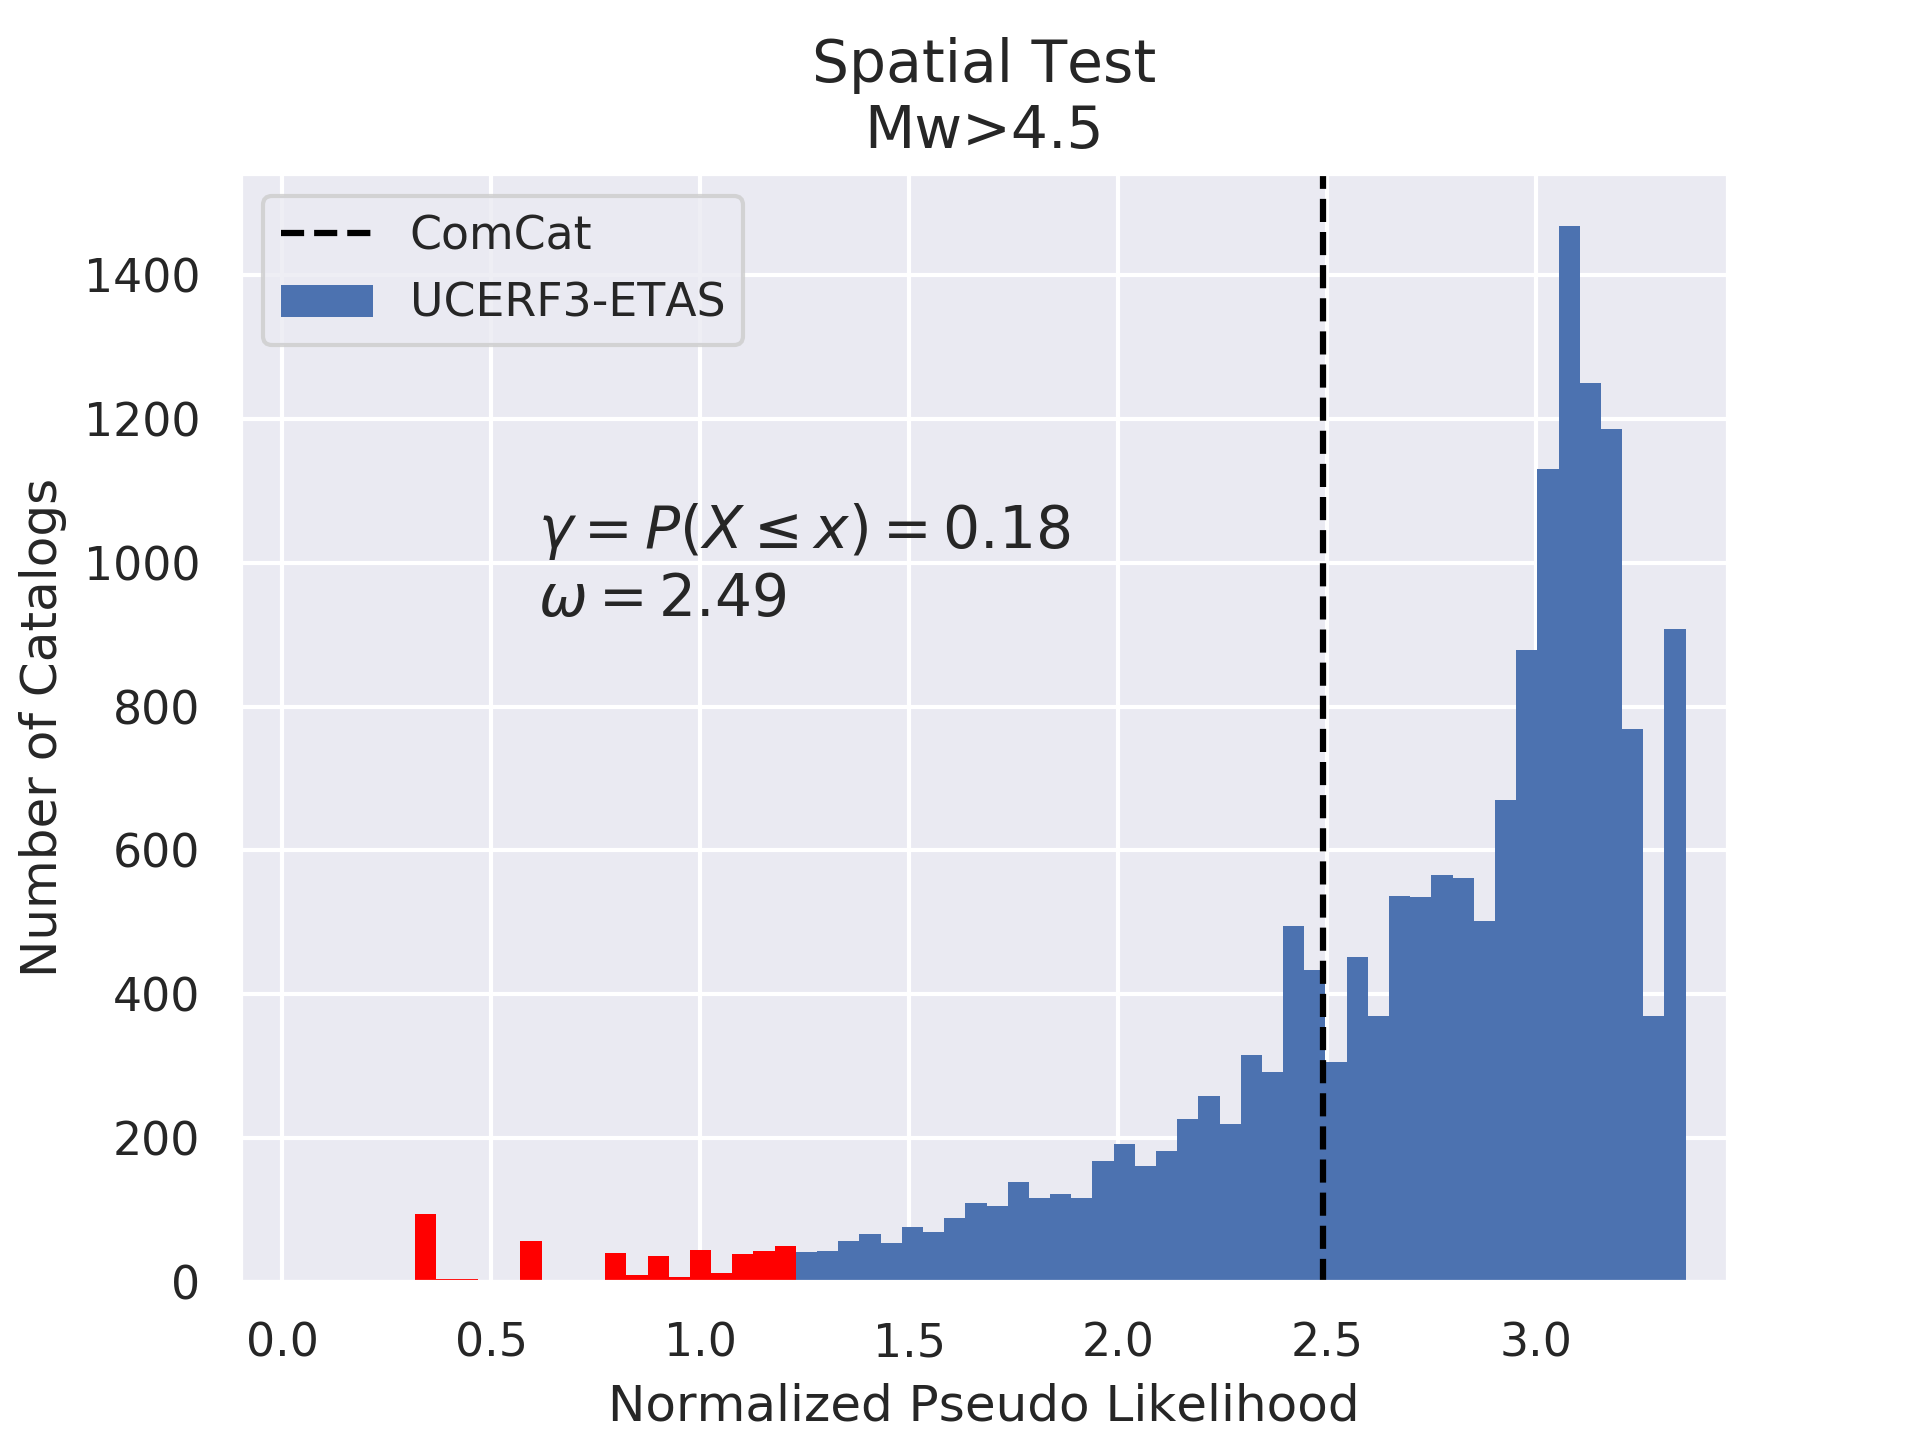 Spatial Test
Mw>4.5
ComCat
UCERF3-ETAS
γ = P(X ≤ x) = 0.18
ω = 2.49
Number of Catalogs
1400
1200
1000
800
600
400
200
0
0.0 0.5 1.0 1.5 2.0 2.5 3.0
Normalized Pseudo Likelihood